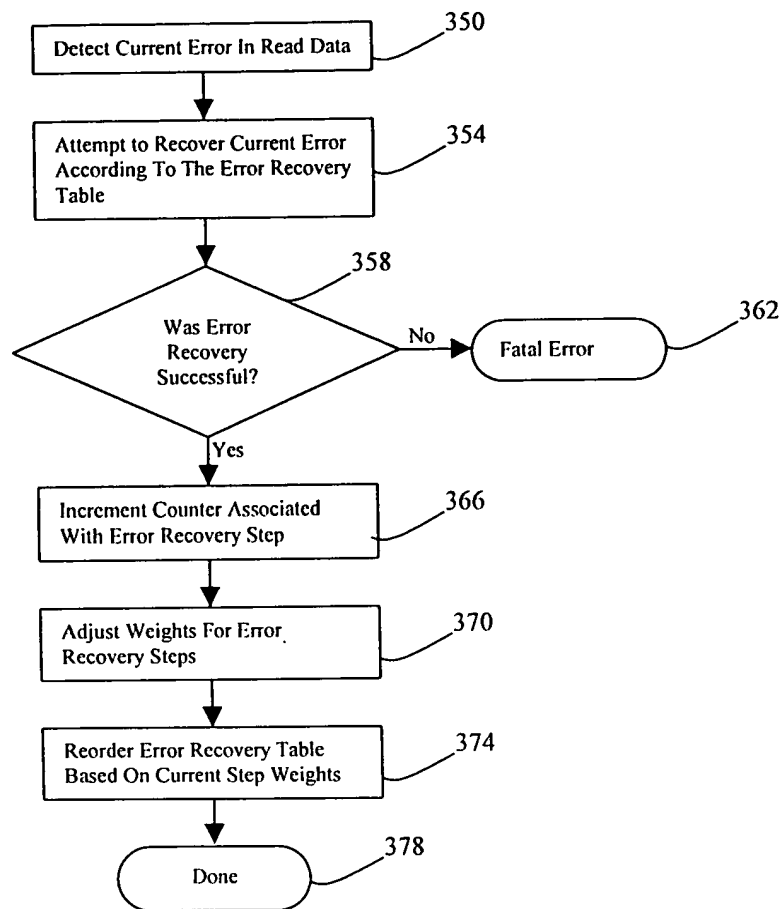 350
Detect Current Error In Read Data
354
Attempt to Recover Current Error
According To The Error Recovery
Table
358
Was Error
Recovery
Successful?
No
362
Fatal Error
Yes
366
Increment Counter Associated
With Error Recovery Step
370
Adjust Weights For Error
Recovery Steps
374
Reorder Error Recovery Table
Based On Current Step Weights
378
Done